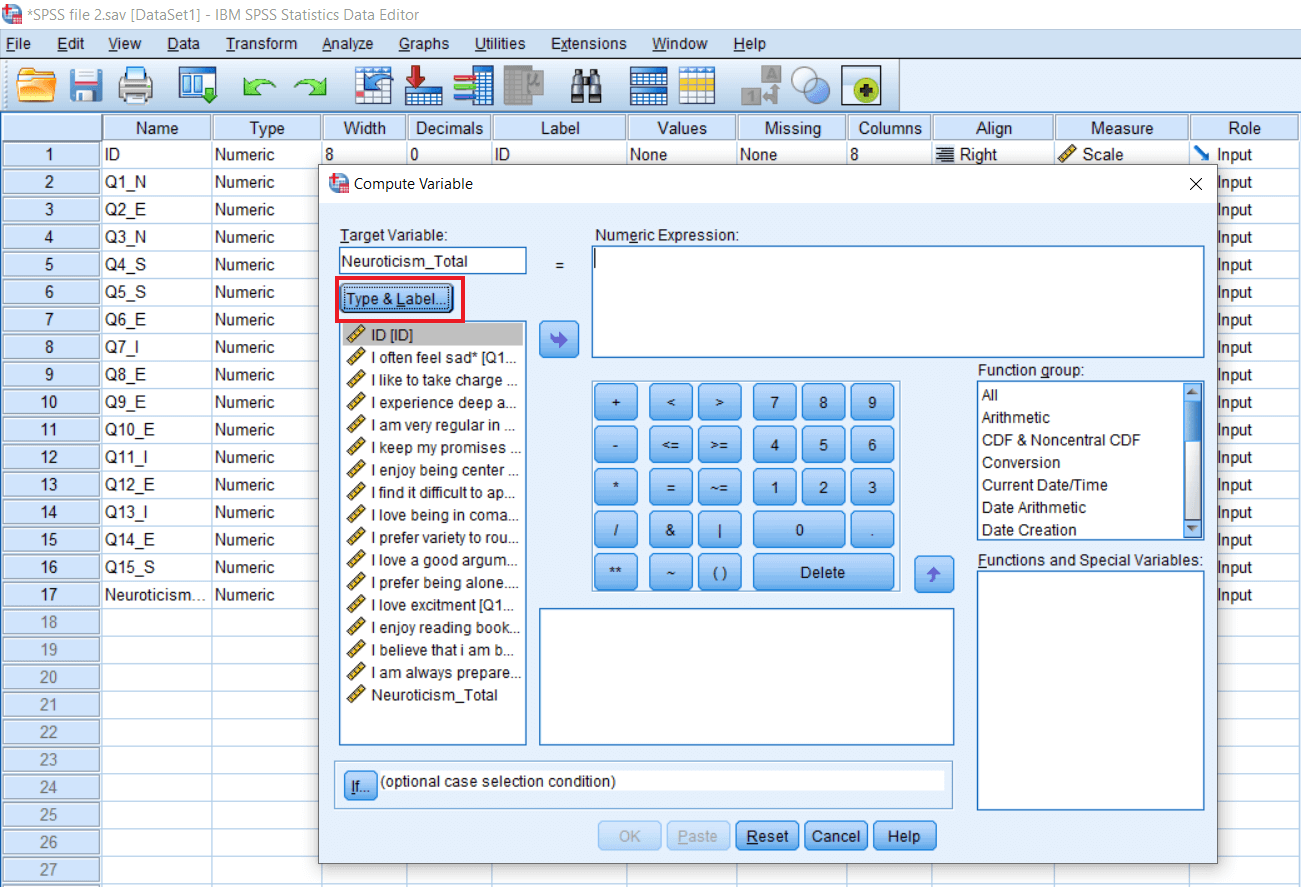 *SPSS file 2.sav [DataSet1] - IBM SPSS Statistics Data Editor
File Edit View Data Transform Analyze Graphs Utilities Extensions Window Help
Name Type Width Decimals Label Values Missing Columns Align Measure Role
1 ID Numeric 8 0 ID None None 8 Right Scale Input
2 Q1_N Numeric Input
3 Q2_E Numeric Input
4 Q3_N Numeric Input
5 Q4_S Numeric Input
6 Q5_S Numeric Input
7 Q6_E Numeric Input
8 Q7_I Numeric Input
9 Q8_E Numeric Input
10 Q9_E Numeric Input
11 Q10_E Numeric Input
12 Q11_I Numeric Input
13 Q12_E Numeric Input
14 Q13_I Numeric Input
15 Q14_E Numeric Input
16 Q15_S Numeric Input
17 Neuroticism... Numeric Input
18
19
20
21
22
23
24
25
26
27
Compute Variable
Target Variable:
Neuroticism_Total
=
Numeric Expression:
Type & Label...
ID [ID]
I often feel sad* [Q1...
I like to take charge ...
I experience deep a...
I am very regular in ...
I keep my promises ...
I enjoy being center ...
I find it difficult to ap...
I love being in coma...
I prefer variety to rou...
I love a good argum...
I prefer being alone....
I love excitment [Q1...
I enjoy reading book...
I believe that i am b...
I am always prepare...
Neuroticism_Total
+ < > 7 8 9
- <= >= 4 5 6
* = ~= 1 2 3
/ & | 0 .
** ~ ( ) Delete
Function group:
All
Arithmetic
CDF & Noncentral CDF
Conversion
Current Date/Time
Date Arithmetic
Date Creation
Functions and Special Variables:
If... (optional case selection condition)
OK Paste Reset Cancel Help